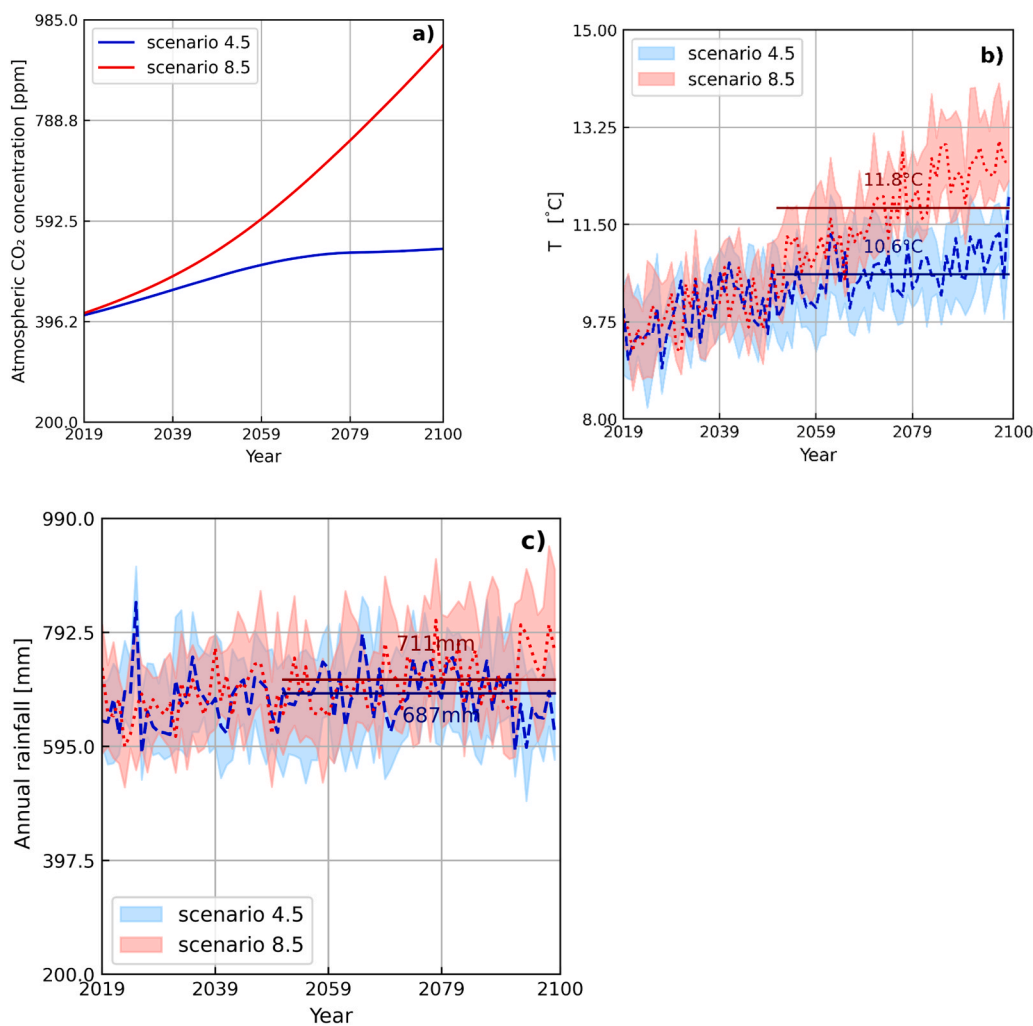 985.0
788.8
592.5
396.2
200.0
Atmospheric CO₂ concentration [ppm]
scenario 4.5
scenario 8.5
a)
2019 2039 2059 2079 2100
Year
15.00
13.25
11.50
9.75
8.00
T [˚C]
scenario 4.5
scenario 8.5
b)
11.8°C
10.6°C
2019 2039 2059 2079 2100
Year
990.0
792.5
595.0
397.5
200.0
Annual rainfall [mm]
c)
711mm
687mm
scenario 4.5
scenario 8.5
2019 2039 2059 2079 2100
Year